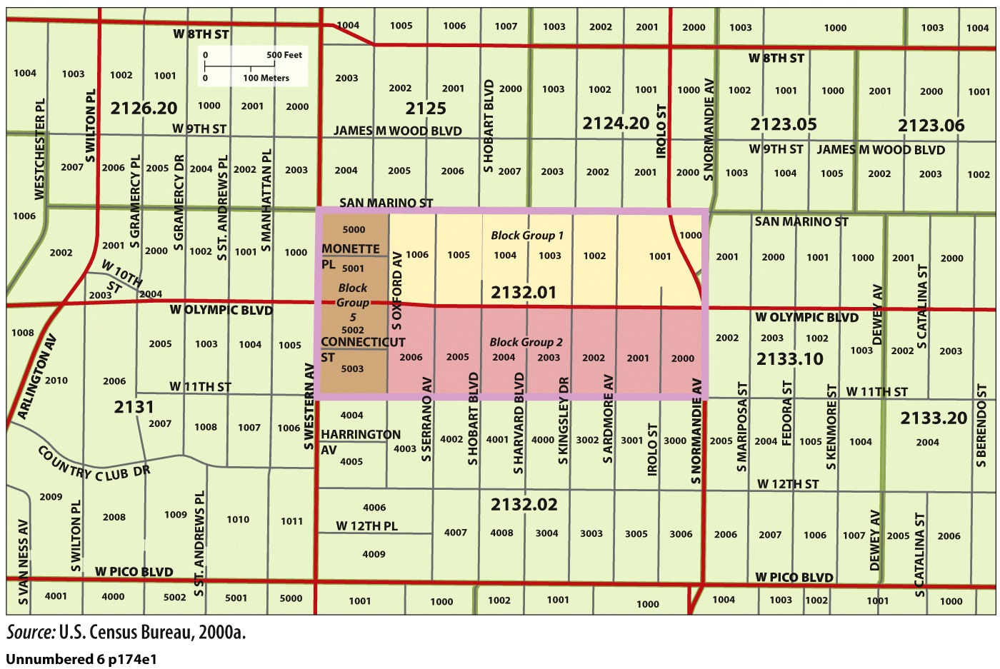 1004 1005 1006 1007 1003 2002 2001 2000 1003 1000 1003 1004
W 8TH ST
W 8TH ST
0 500 Feet
0 100 Meters
1004 1003 1002 1001
2003
2002 2001 2000 1003 1002 1001 1000 1002 1001 1000 2001 2000 1001
1000 2001 2000
2126.20 2125 2124.20 2123.05 2123.06
WESTCHESTER PL
S WILTON PL
S HOBART BLVD
IROLO ST
S NORMANDIE AV
W 9TH ST
JAMES M WOOD BLVD
W 9TH ST
JAMES M WOOD BLVD
2007 2006 2005 2004 2002 2003 2004 2005 2006 2007 2003 2002 2001 2000 1003 1004 1005 2002 2003 1002
S GRAMERCY PL
S GRAMERCY DR
S ST. ANDREWS PL
S MANHATTAN PL
SAN MARINO ST
1006
SAN MARINO ST
5000
Block Group 1
1000
MONETTE
PL
2002 2001 2000 1002 1001 1000
1006 1005 1004 1003 1002 1001
2001 2000 1001 1000 2001 2000
5001
W 10TH
ST
2003 2004
Block
Group
5
S OXFORD AV
2132.01
DEWEY AV
S CATALINA ST
W OLYMPIC BLVD
W OLYMPIC BLVD
1008
5002
CONNECTICUT
ST
Block Group 2
2002 2003 1002
2005 1003 1004 1005
1003 2002 2003
2006 2005 2004 2003 2002 2001 2000
2133.10
5003
ARLINGTON AV
2010 2006
W 11TH ST
W 11TH ST
2131
S WESTERN AV
4004
2133.20
2007 1008 1007 1006
HARRINGTON
AV
4003 4002 4001 4000 3002 3001 3000
2005 2004 1005 1004 2004
4005
S SERRANO AV
S HOBART BLVD
S HARVARD BLVD
S KINGSLEY DR
S ARDMORE AV
IROLO ST
S NORMANDIE AV
S MARIPOSA ST
FEDORA ST
S KENMORE ST
S BERENDO ST
COUNTRY CLUB DR
W 12TH ST
2009 2008 1009 1010 1011
4006
2132.02
W 12TH PL
4007 4008 3004 3003 3005 3006
2006 2007 1006 1007 2005 2006
4009
S VAN NESS AV
S WILTON PL
S ST. ANDREWS PL
DEWEY AV
S CATALINA ST
W PICO BLVD
W PICO BLVD
4001 4000 5002 5001 5000 1001 1000 1002 1001 1000 1004 1003 1002 1001 1000
Source: U.S. Census Bureau, 2000a.
Unnumbered 6 p174e1